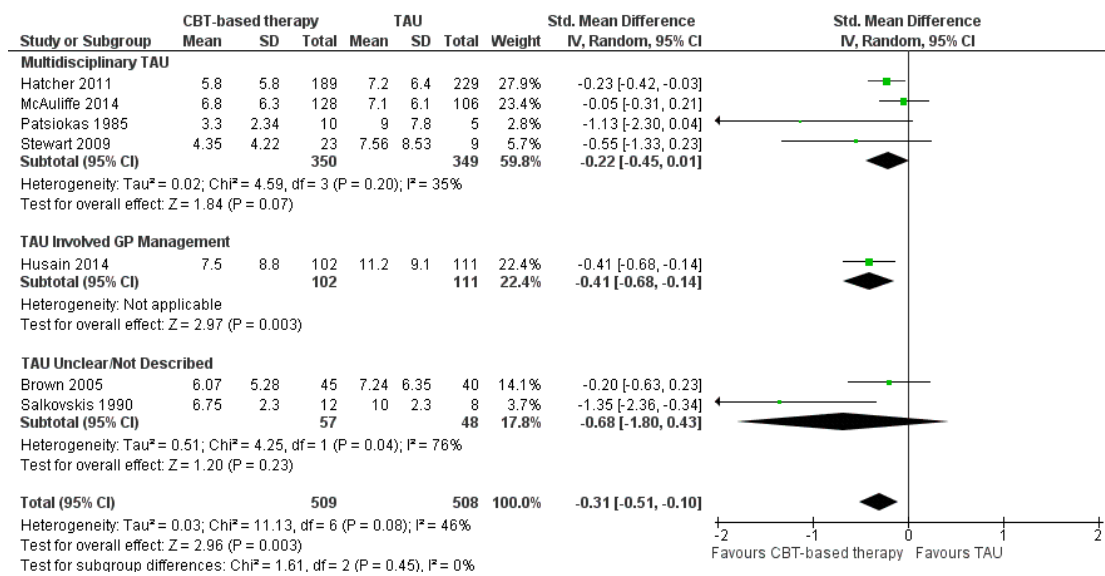 CBT-based therapy TAU Std. Mean Difference Std. Mean Difference
Study or Subgroup Mean SD Total Mean SD Total Weight IV, Random, 95% CI IV, Random, 95% CI
Multidisciplinary TAU
Hatcher 2011 5.8 5.8 189 7.2 6.4 229 27.9% -0.23 [-0.42, -0.03]
McAuliffe 2014 6.8 6.3 128 7.1 6.1 106 23.4% -0.05 [-0.31, 0.21]
Patsiokas 1985 3.3 2.34 10 9 7.8 5 2.8% -1.13 [-2.30, 0.04]
Stewart 2009 4.35 4.22 23 7.56 8.53 9 5.7% -0.55 [-1.33, 0.23]
Subtotal (95% CI) 350 349 59.8% -0.22 [-0.45, 0.01]
Heterogeneity: Tau² = 0.02; Chi² = 4.59, df = 3 (P = 0.20); I² = 35%
Test for overall effect: Z = 1.84 (P = 0.07)
TAU Involved GP Management
Husain 2014 7.5 8.8 102 11.2 9.1 111 22.4% -0.41 [-0.68, -0.14]
Subtotal (95% CI) 102 111 22.4% -0.41 [-0.68, -0.14]
Heterogeneity: Not applicable
Test for overall effect: Z = 2.97 (P = 0.003)
TAU Unclear/Not Described
Brown 2005 6.07 5.28 45 7.24 6.35 40 14.1% -0.20 [-0.63, 0.23]
Salkovskis 1990 6.75 2.3 12 10 2.3 8 3.7% -1.35 [-2.36, -0.34]
Subtotal (95% CI) 57 48 17.8% -0.68 [-1.80, 0.43]
Heterogeneity: Tau² = 0.51; Chi² = 4.25, df = 1 (P = 0.04); I² = 76%
Test for overall effect: Z = 1.20 (P = 0.23)
Total (95% CI) 509 508 100.0% -0.31 [-0.51, -0.10]
Heterogeneity: Tau² = 0.03; Chi² = 11.13, df = 6 (P = 0.08); I² = 46%
Test for overall effect: Z = 2.96 (P = 0.003)
Test for subgroup differences: Chi² = 1.61, df = 2 (P = 0.45), I² = 0%
-2 -1 0 1 2
Favours CBT-based therapy Favours TAU